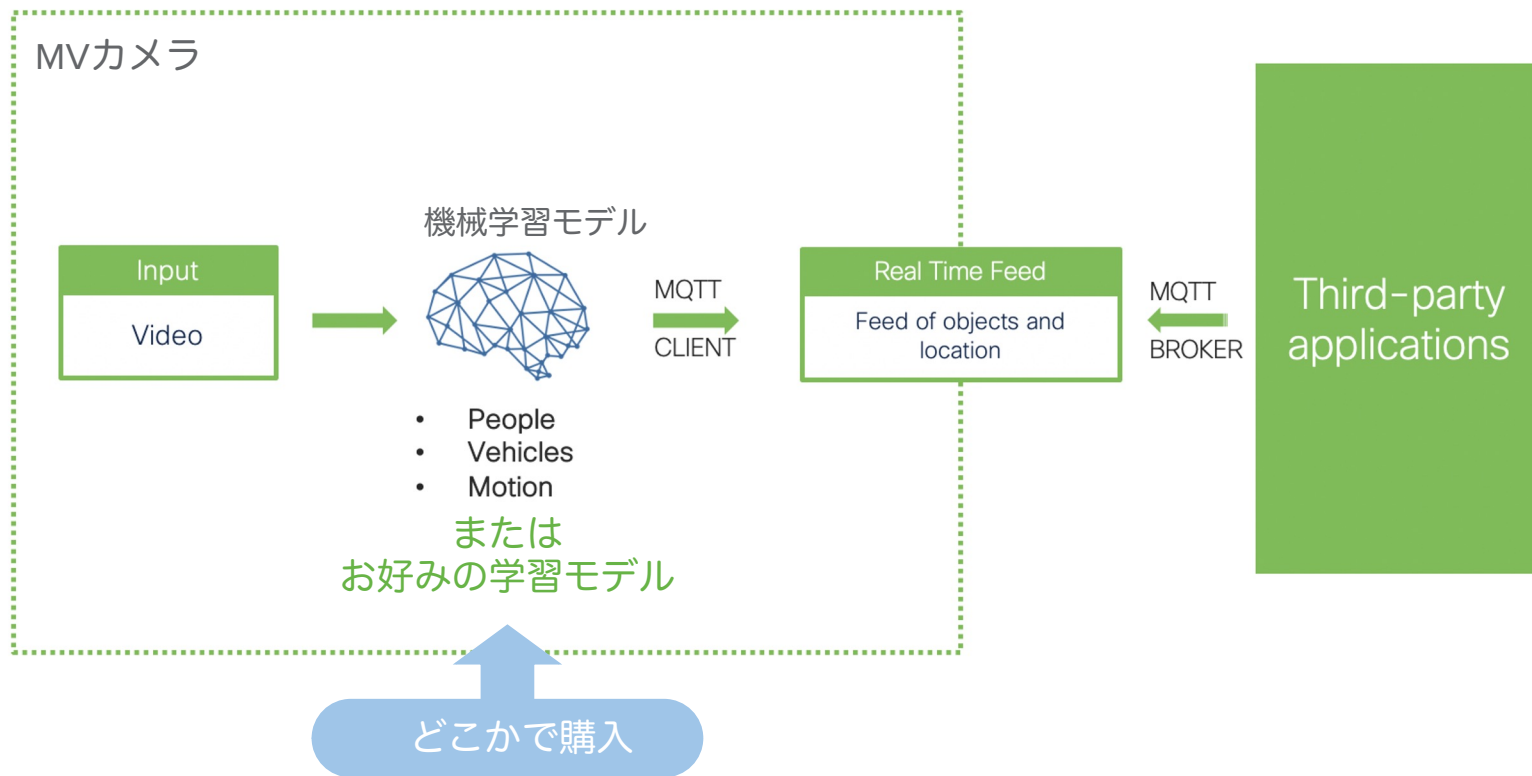 MVカメラ
機械学習モデル
Input
Video
MQTT
CLIENT
• People
• Vehicles
• Motion
または
お好みの学習モデル
Real Time Feed
Feed of objects and
location
MQTT
BROKER
Third-party
applications
どこかで購入